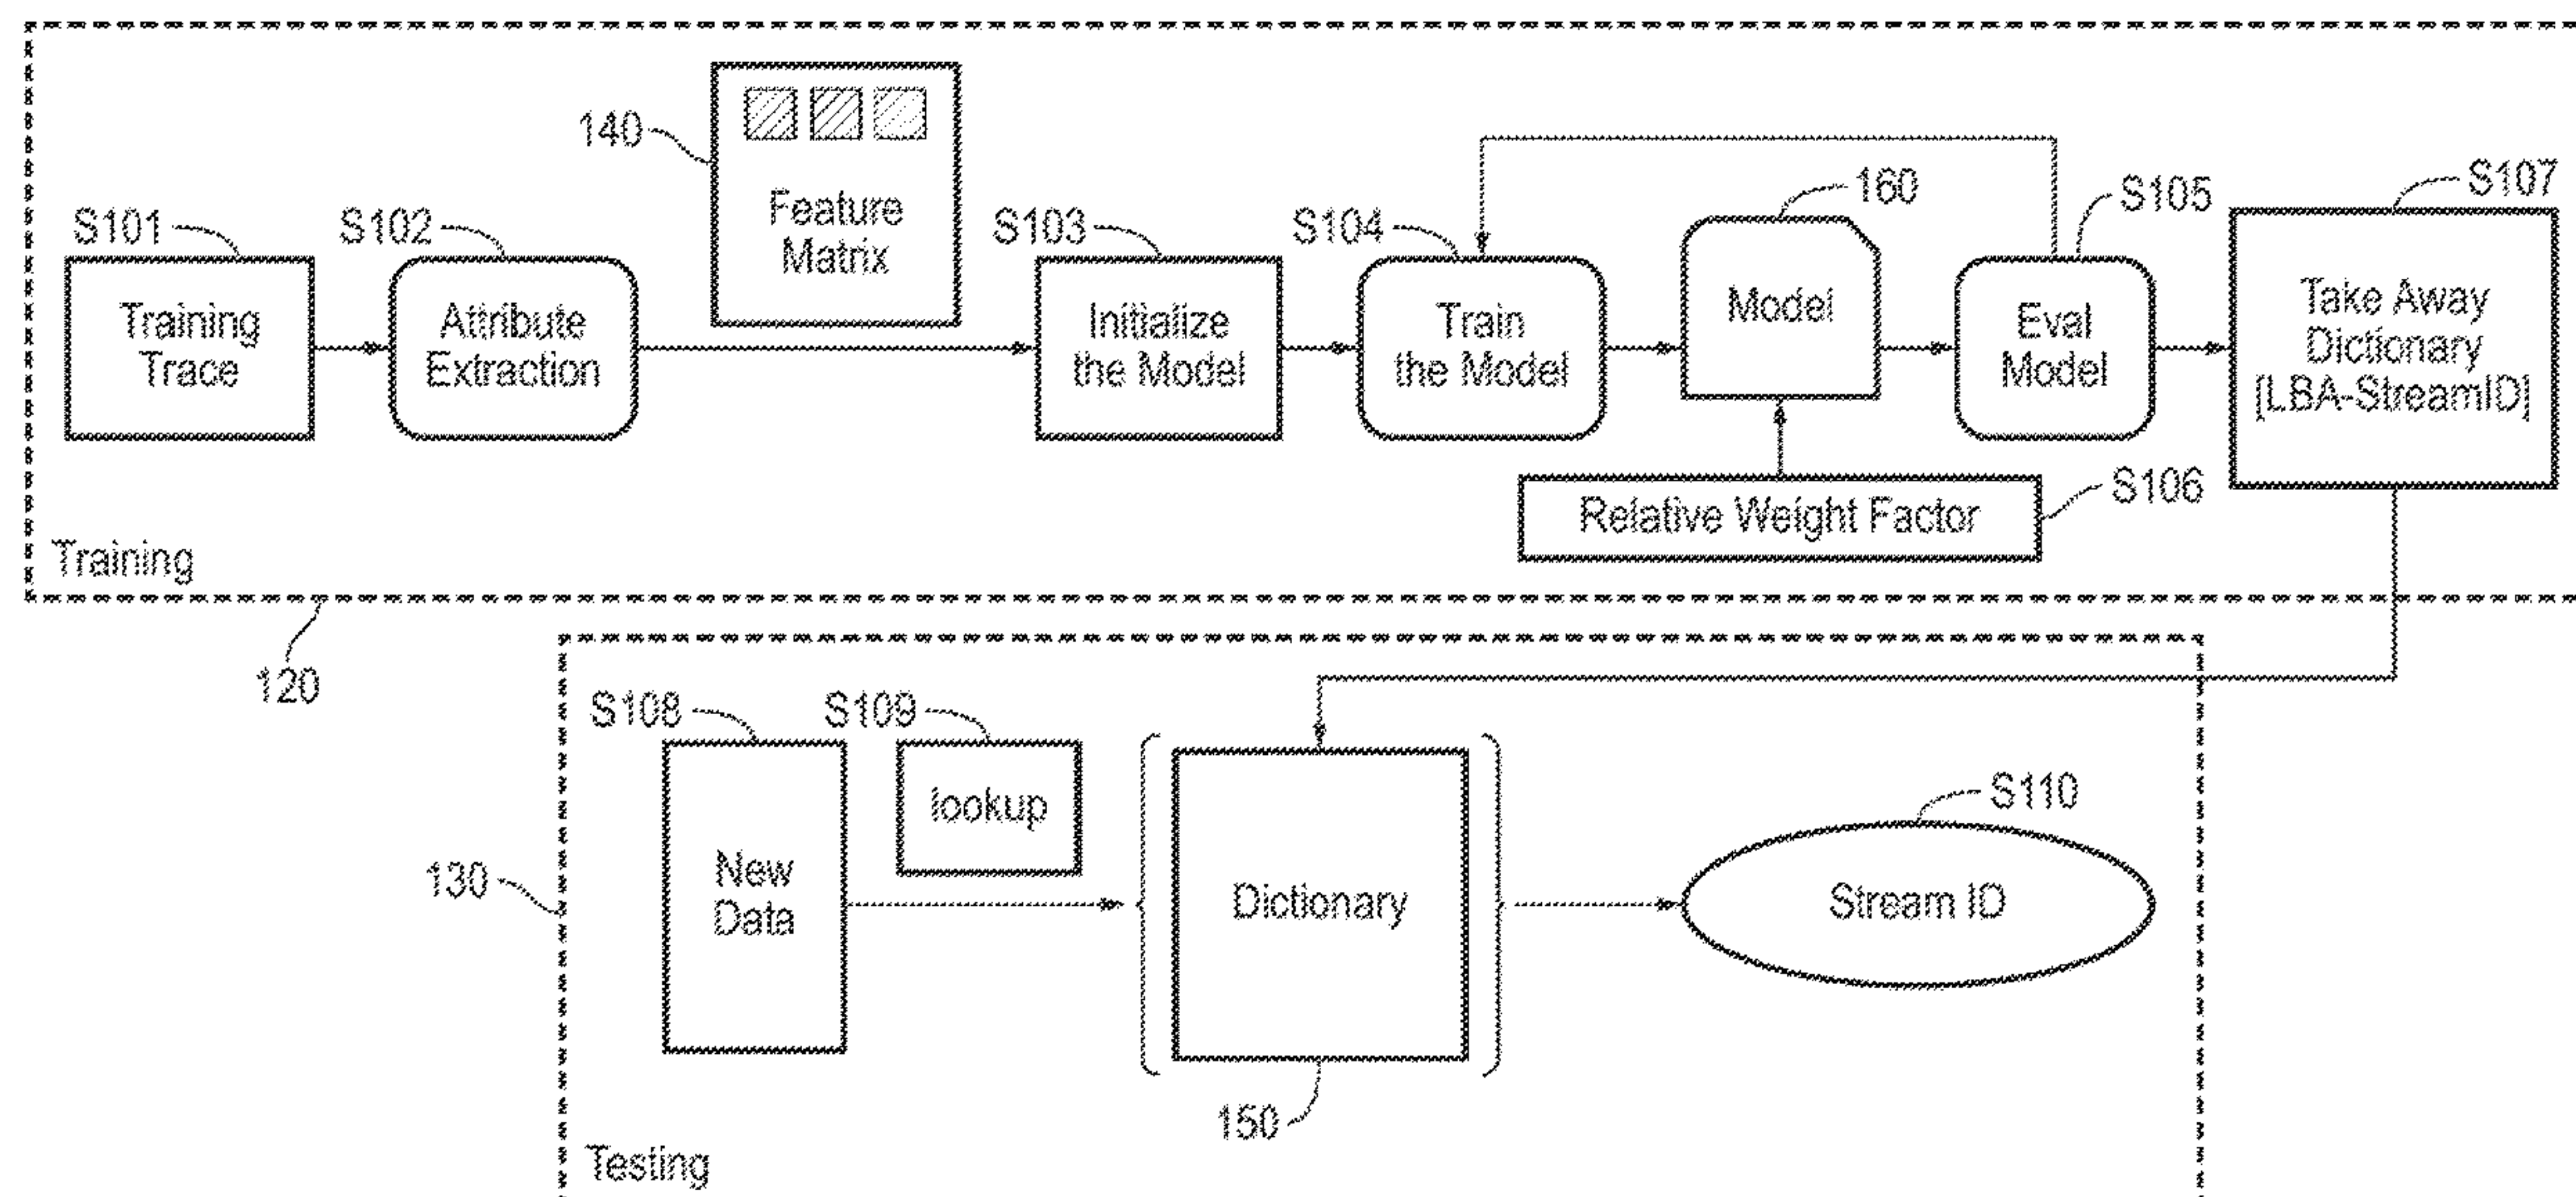 140
Feature
Matrix
S101
S102
S103
S104
160
S105
S107
Training
Trace
Attribute
Extraction
Initialize
the Model
Train
the Model
Model
Eval
Model
Take Away
Dictionary
[LBA-StreamID]
Relative Weight Factor
S106
Training
120
S108
S109
lookup
S110
130
New
Data
Dictionary
Stream ID
150
Testing